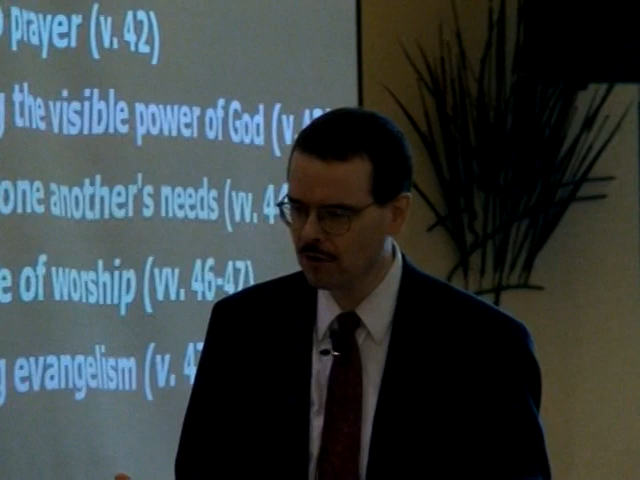 prayer (v. 42)
the visible power of God (v.
one another's needs (vv.
of worship (vv. 46-47)
evangelism (v.